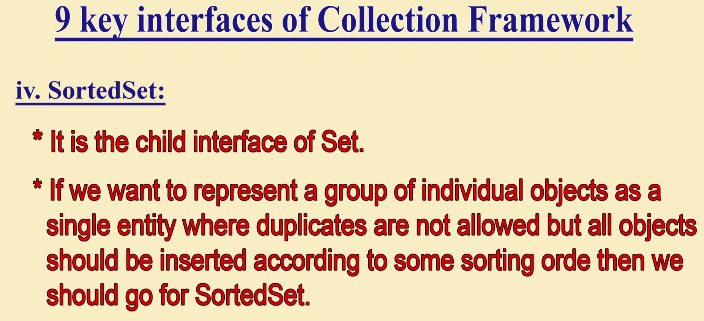 9 key interfaces of Collection Framework
iv. SortedSet:
* It is the child interface of Set.
* If we want to represent a group of individual objects as a
single entity where duplicates are not allowed but all objects
should be inserted according to some sorting orde then we
should go for SortedSet.